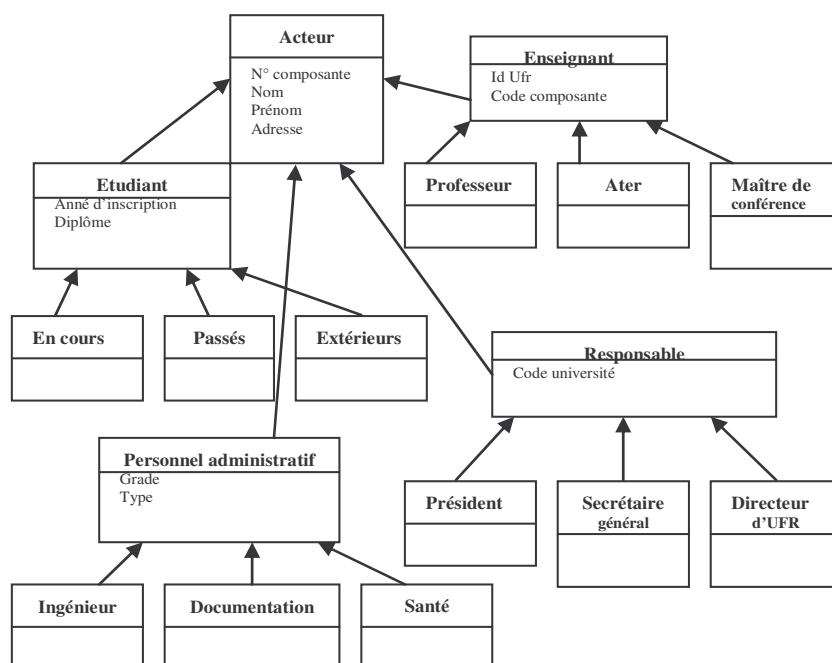 Acteur
N° composante
Nom
Prénom
Adresse
Enseignant
Id Ufr
Code composante
Etudiant
Anné d’inscription
Diplôme
Professeur
Ater
Maître de
conférence
En cours
Passés
Extérieurs
Responsable
Code université
Personnel administratif
Grade
Type
Président
Secrétaire
général
Directeur
d’UFR
Ingénieur
Documentation
Santé